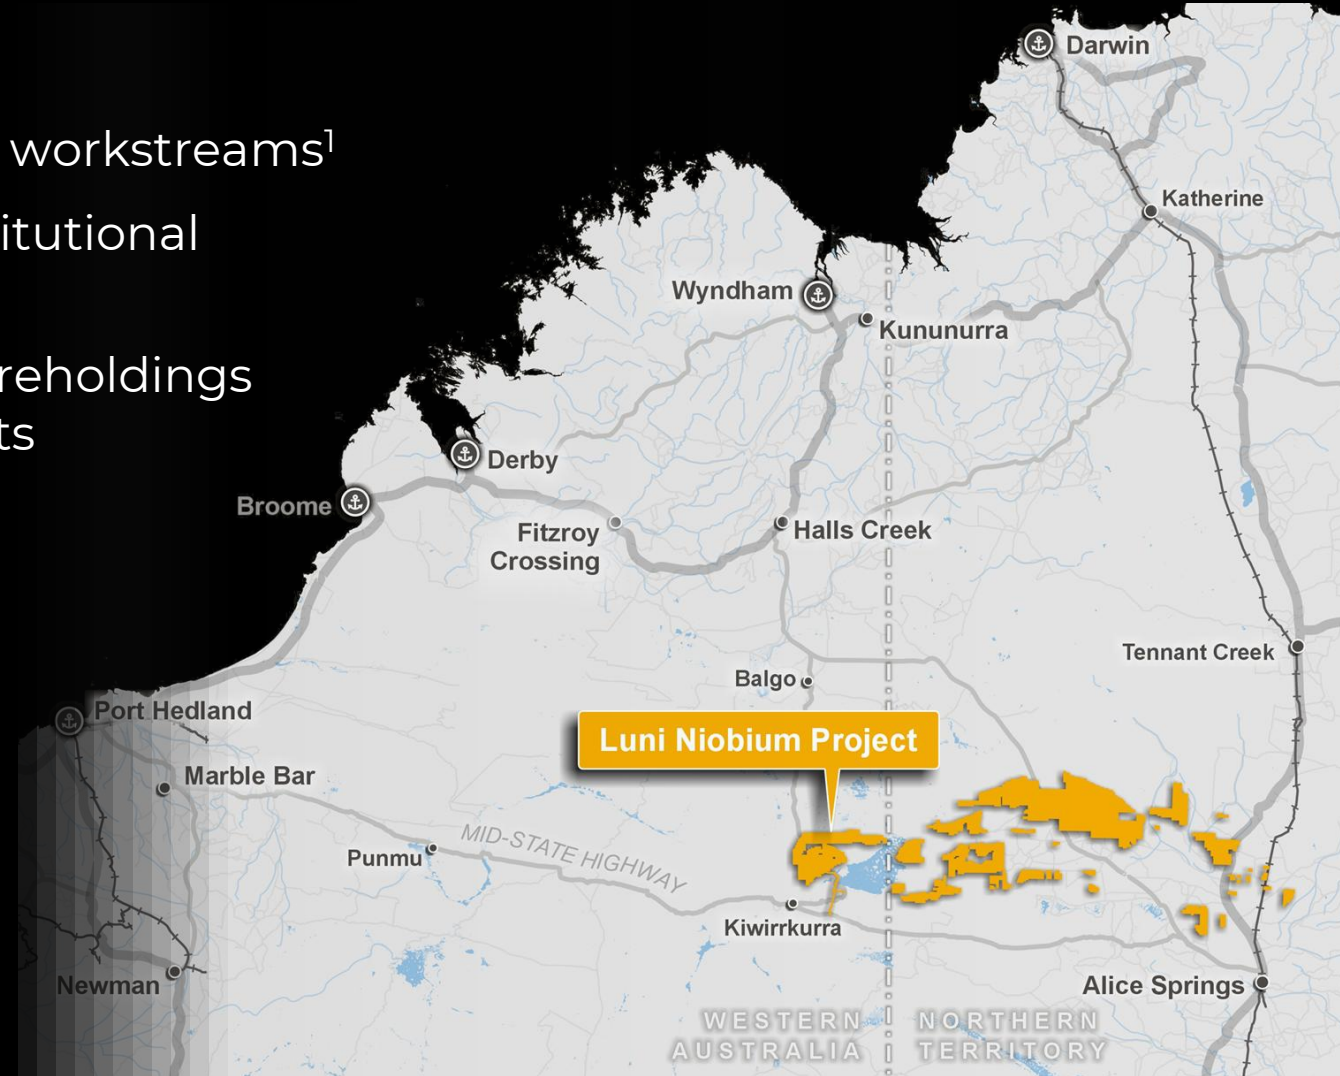 workstreams¹
itutional
reholdings
ts
Darwin
Katherine
Wyndham
Kununurra
Derby
Broome
Fitzroy
Crossing
Halls Creek
Tennant Creek
Balgo
Port Hedland
Luni Niobium Project
Marble Bar
MID-STATE HIGHWAY
Punmu
Kiwirrkurra
Newman
Alice Springs
WESTERN
AUSTRALIA
NORTHERN
TERRITORY